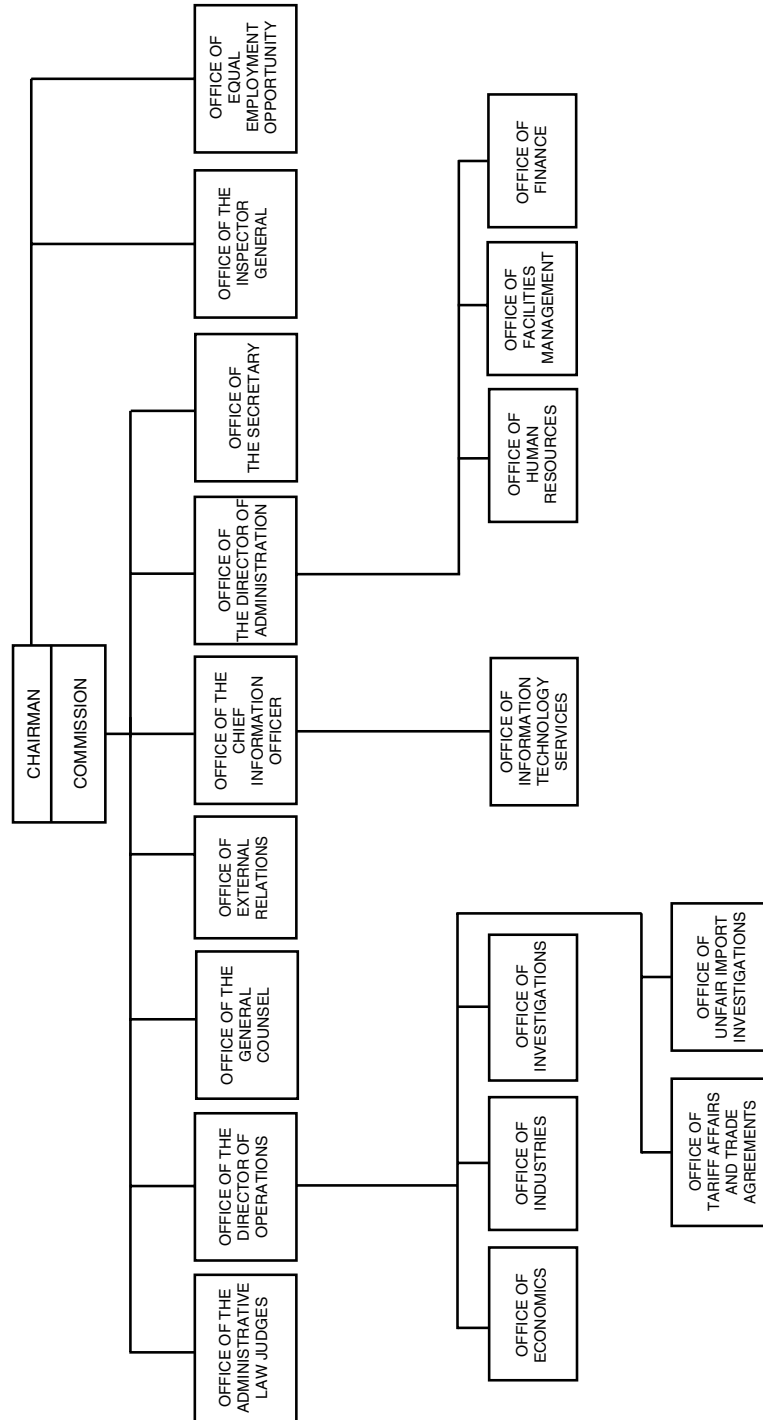 CHAIRMAN
COMMISSION
OFFICE OF THE
ADMINISTRATIVE
LAW JUDGES
OFFICE OF THE
DIRECTOR OF
OPERATIONS
OFFICE OF THE
GENERAL
COUNSEL
OFFICE OF
EXTERNAL
RELATIONS
OFFICE OF THE
CHIEF
INFORMATION
OFFICER
OFFICE OF
THE DIRECTOR OF
ADMINISTRATION
OFFICE OF
THE SECRETARY
OFFICE OF THE
INSPECTOR
GENERAL
OFFICE OF
EQUAL
EMPLOYMENT
OPPORTUNITY
OFFICE OF
ECONOMICS
OFFICE OF
INDUSTRIES
OFFICE OF
INVESTIGATIONS
OFFICE OF
INFORMATION
TECHNOLOGY
SERVICES
OFFICE OF
HUMAN
RESOURCES
OFFICE OF
FACILITIES
MANAGEMENT
OFFICE OF
FINANCE
OFFICE OF
TARIFF AFFAIRS
AND TRADE
AGREEMENTS
OFFICE OF
UNFAIR IMPORT
INVESTIGATIONS